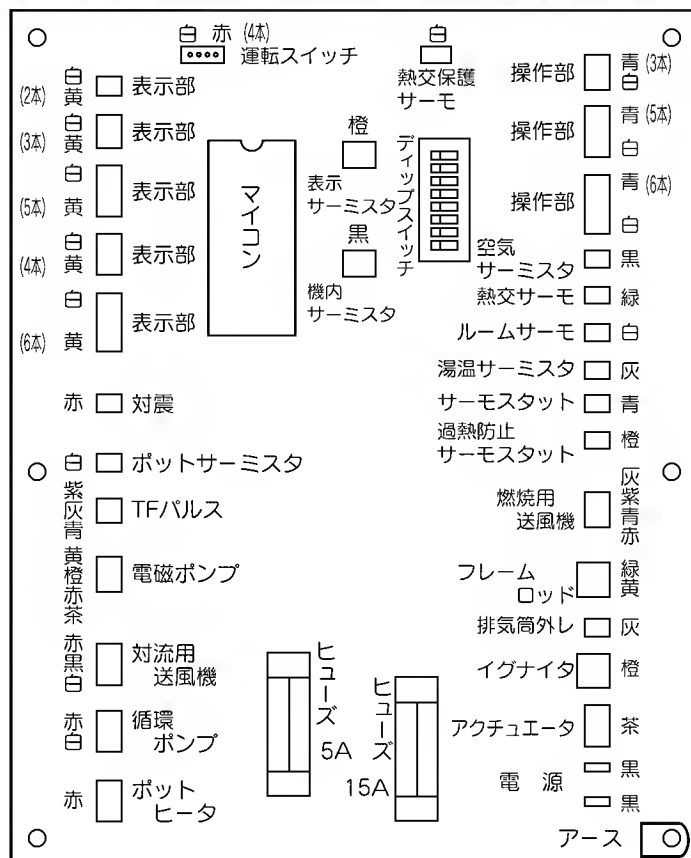 白 赤 (4本)
運転スイッチ
白
熱交保護
サーモ
白
黄
(2本)
表示部
白
黄
(3本)
表示部
白
黄
(5本)
表示部
白
黄
(4本)
表示部
白
黄
(6本)
表示部
赤
対震
白
ポットサーミスタ
紫
灰
青
TFパルス
黄
橙
赤
茶
電磁ポンプ
赤
黒
白
対流用
送風機
赤
白
循環
ポンプ
赤
ポット
ヒータ
マイコン
橙
表示
サーミスタ
黒
機内
サーミスタ
ディップスイッチ
ヒューズ
5A
ヒューズ
15A
操作部
青 (3本)
白
操作部
青 (5本)
白
操作部
青 (6本)
白
空気
サーミスタ
黒
熱交サーモ
緑
ルームサーモ
白
湯温サーミスタ
灰
サーモスタット
青
過熱防止
サーモスタット
橙
燃焼用
送風機
灰
紫
青
赤
フレーム
ロッド
緑
黄
排気筒外レ
灰
イグナイタ
橙
アクチュエータ
茶
電 源
黒
黒
アース